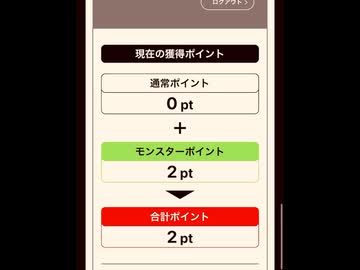 ログアウト
現在の獲得ポイント
通常ポイント
0 pt
+
モンスターポイント
2 pt
合計ポイント
2 pt